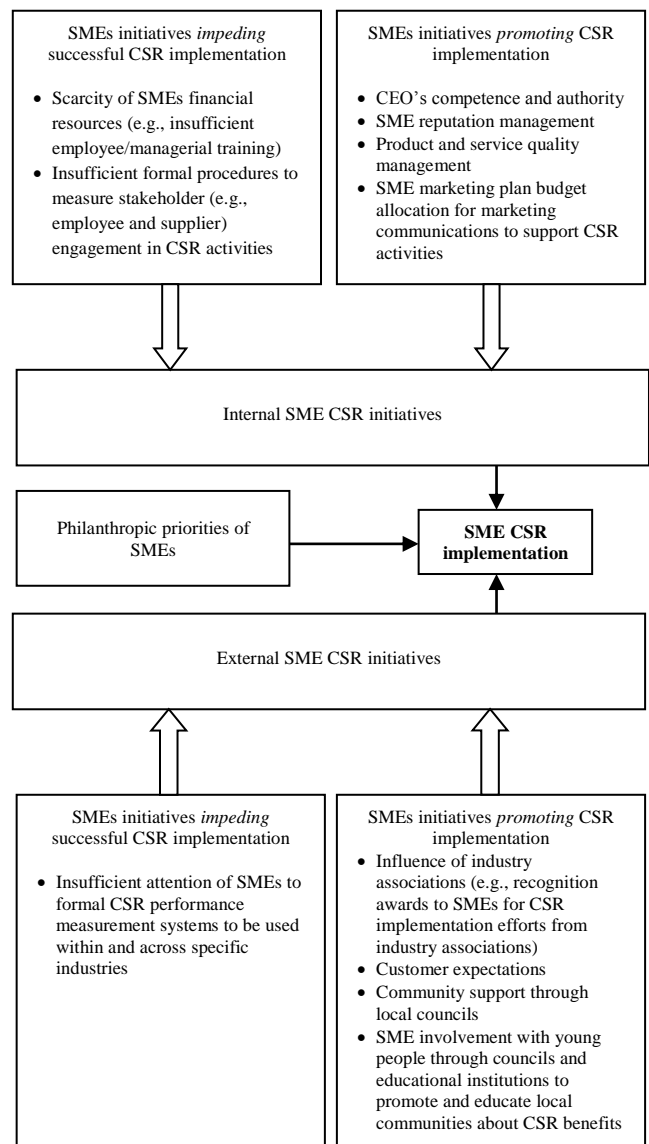 SMEs initiatives impeding
successful CSR implementation
• Scarcity of SMEs financial
resources (e.g., insufficient
employee/managerial training)
• Insufficient formal procedures to
measure stakeholder (e.g.,
employee and supplier)
engagement in CSR activities
SMEs initiatives promoting CSR
implementation
• CEO's competence and authority
• SME reputation management
• Product and service quality
management
• SME marketing plan budget
allocation for marketing
communications to support CSR
activities
Internal SME CSR initiatives
Philanthropic priorities of
SMEs
SME CSR
implementation
External SME CSR initiatives
SMEs initiatives impeding
successful CSR implementation
• Insufficient attention of SMEs to
formal CSR performance
measurement systems to be used
within and across specific
industries
SMEs initiatives promoting CSR
implementation
• Influence of industry
associations (e.g., recognition
awards to SMEs for CSR
implementation efforts from
industry associations)
• Customer expectations
• Community support through
local councils
• SME involvement with young
people through councils and
educational institutions to
promote and educate local
communities about CSR benefits